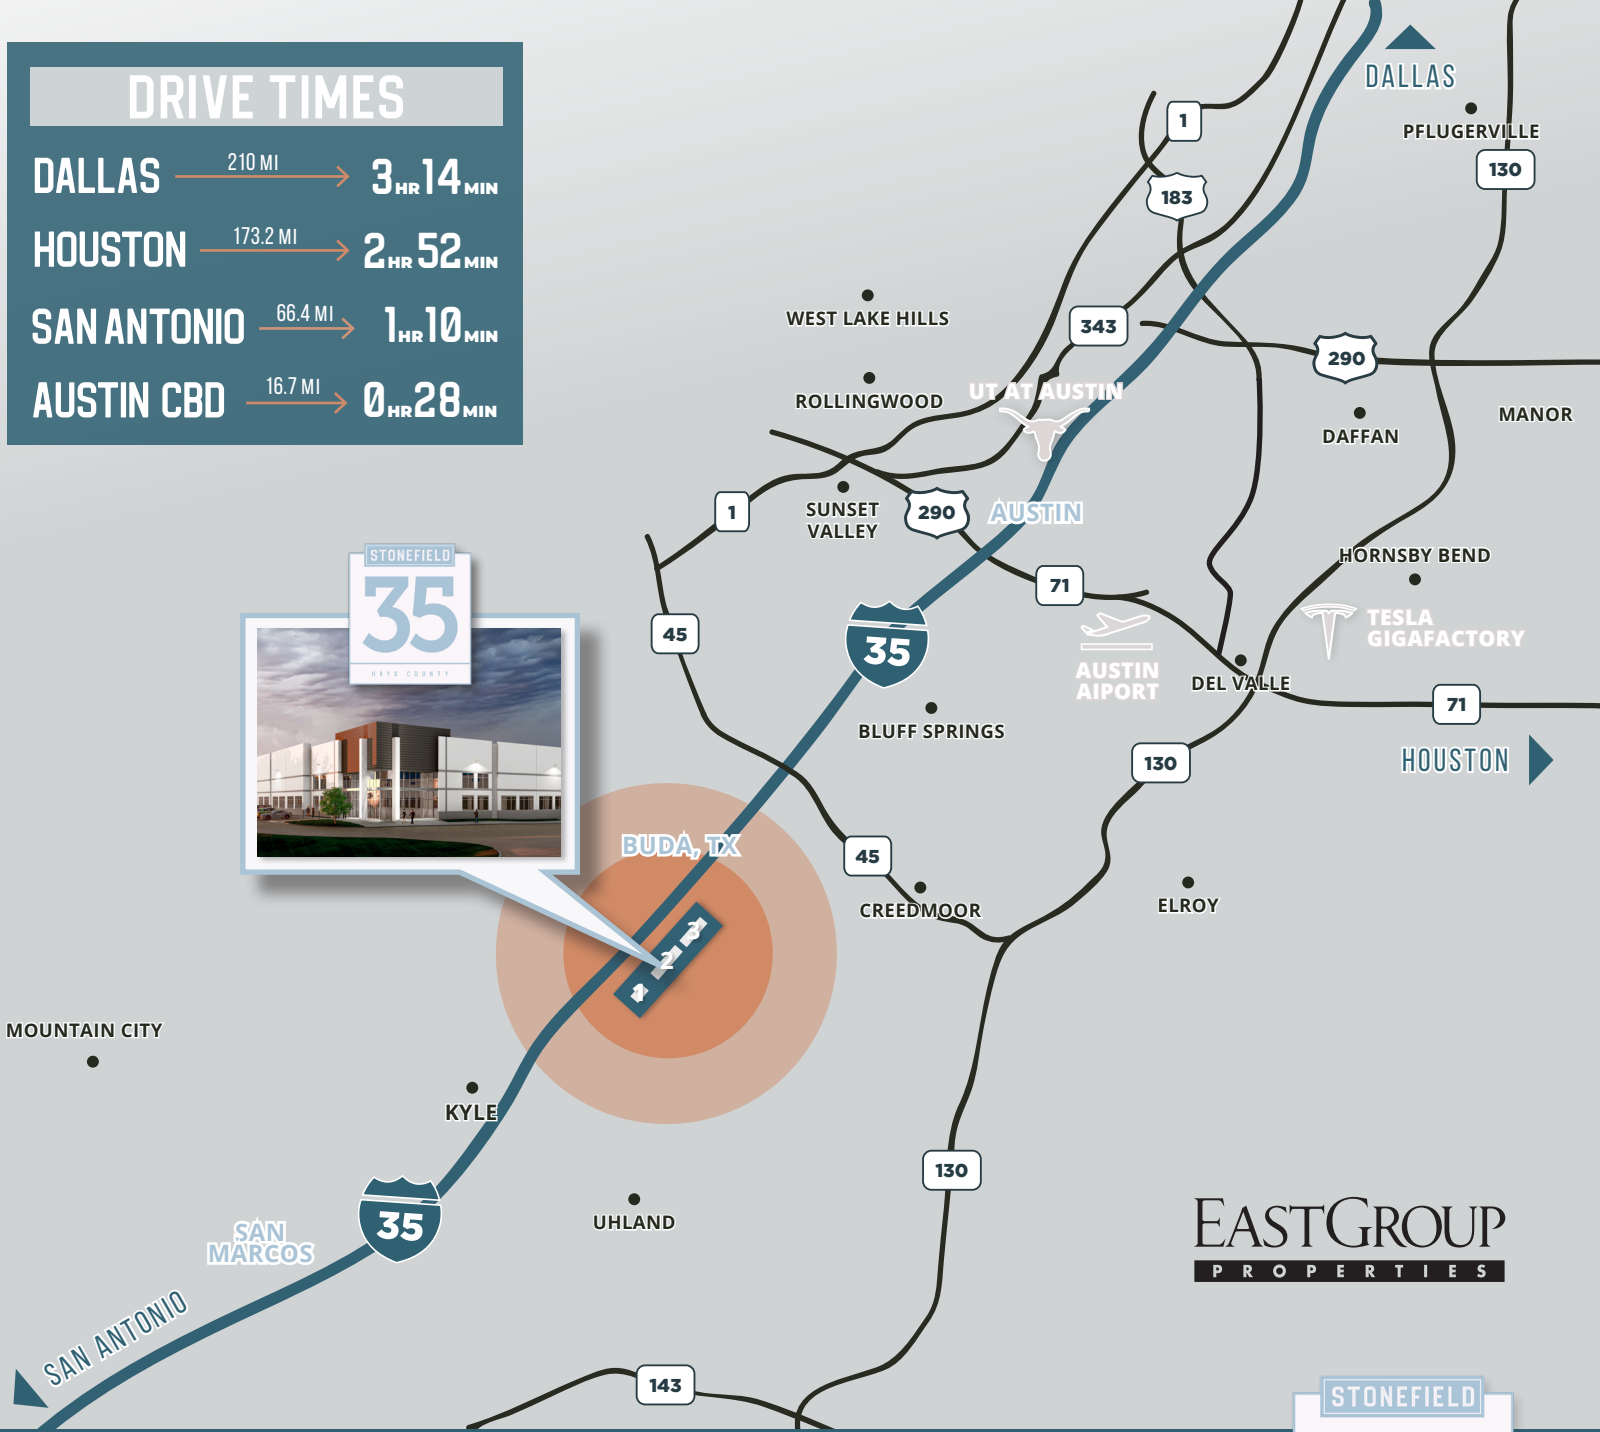 DRIVE TIMES
DALLAS 210 MI 3HR14MIN
HOUSTON 173.2 MI 2HR52MIN
SAN ANTONIO 66.4 MI 1HR10MIN
AUSTIN CBD 16.7 MI 0HR28MIN
DALLAS
PFLUGERVILLE
1
130
183
WEST LAKE HILLS
343
290
ROLLINGWOOD
UT AT AUSTIN
MANOR
DAFFAN
1
SUNSET
VALLEY
290
AUSTIN
HORNSBY BEND
STONEFIELD
35
HAYS COUNTY
71
45
35
TESLA
GIGAFACTORY
AUSTIN
AIPORT
DEL VALLE
71
BLUFF SPRINGS
130
HOUSTON
BUDA, TX
45
CREEDMOOR
ELROY
3
2
1
MOUNTAIN CITY
KYLE
130
35
UHLAND
SAN
MARCOS
EASTGROUP
PROPERTIES
SAN ANTONIO
143
STONEFIELD